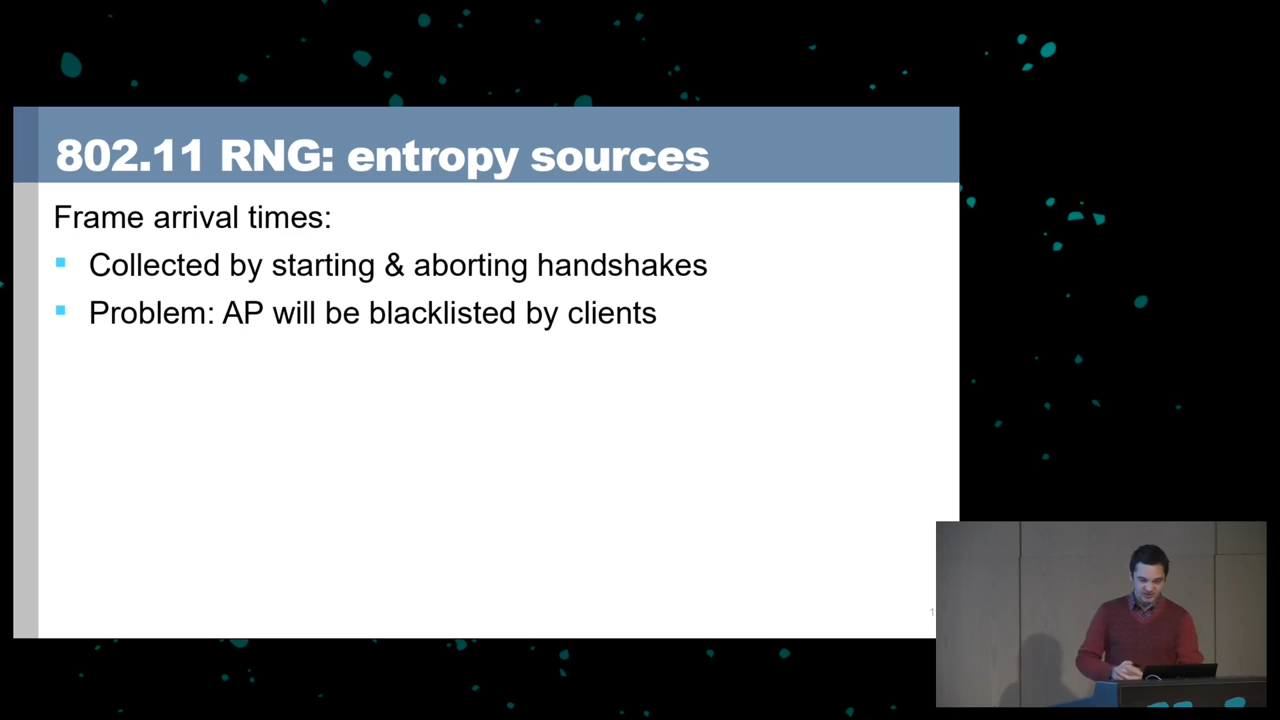 802.11 RNG: entropy sources
Frame arrival times:
Collected by starting & aborting handshakes
Problem: AP will be blacklisted by clients